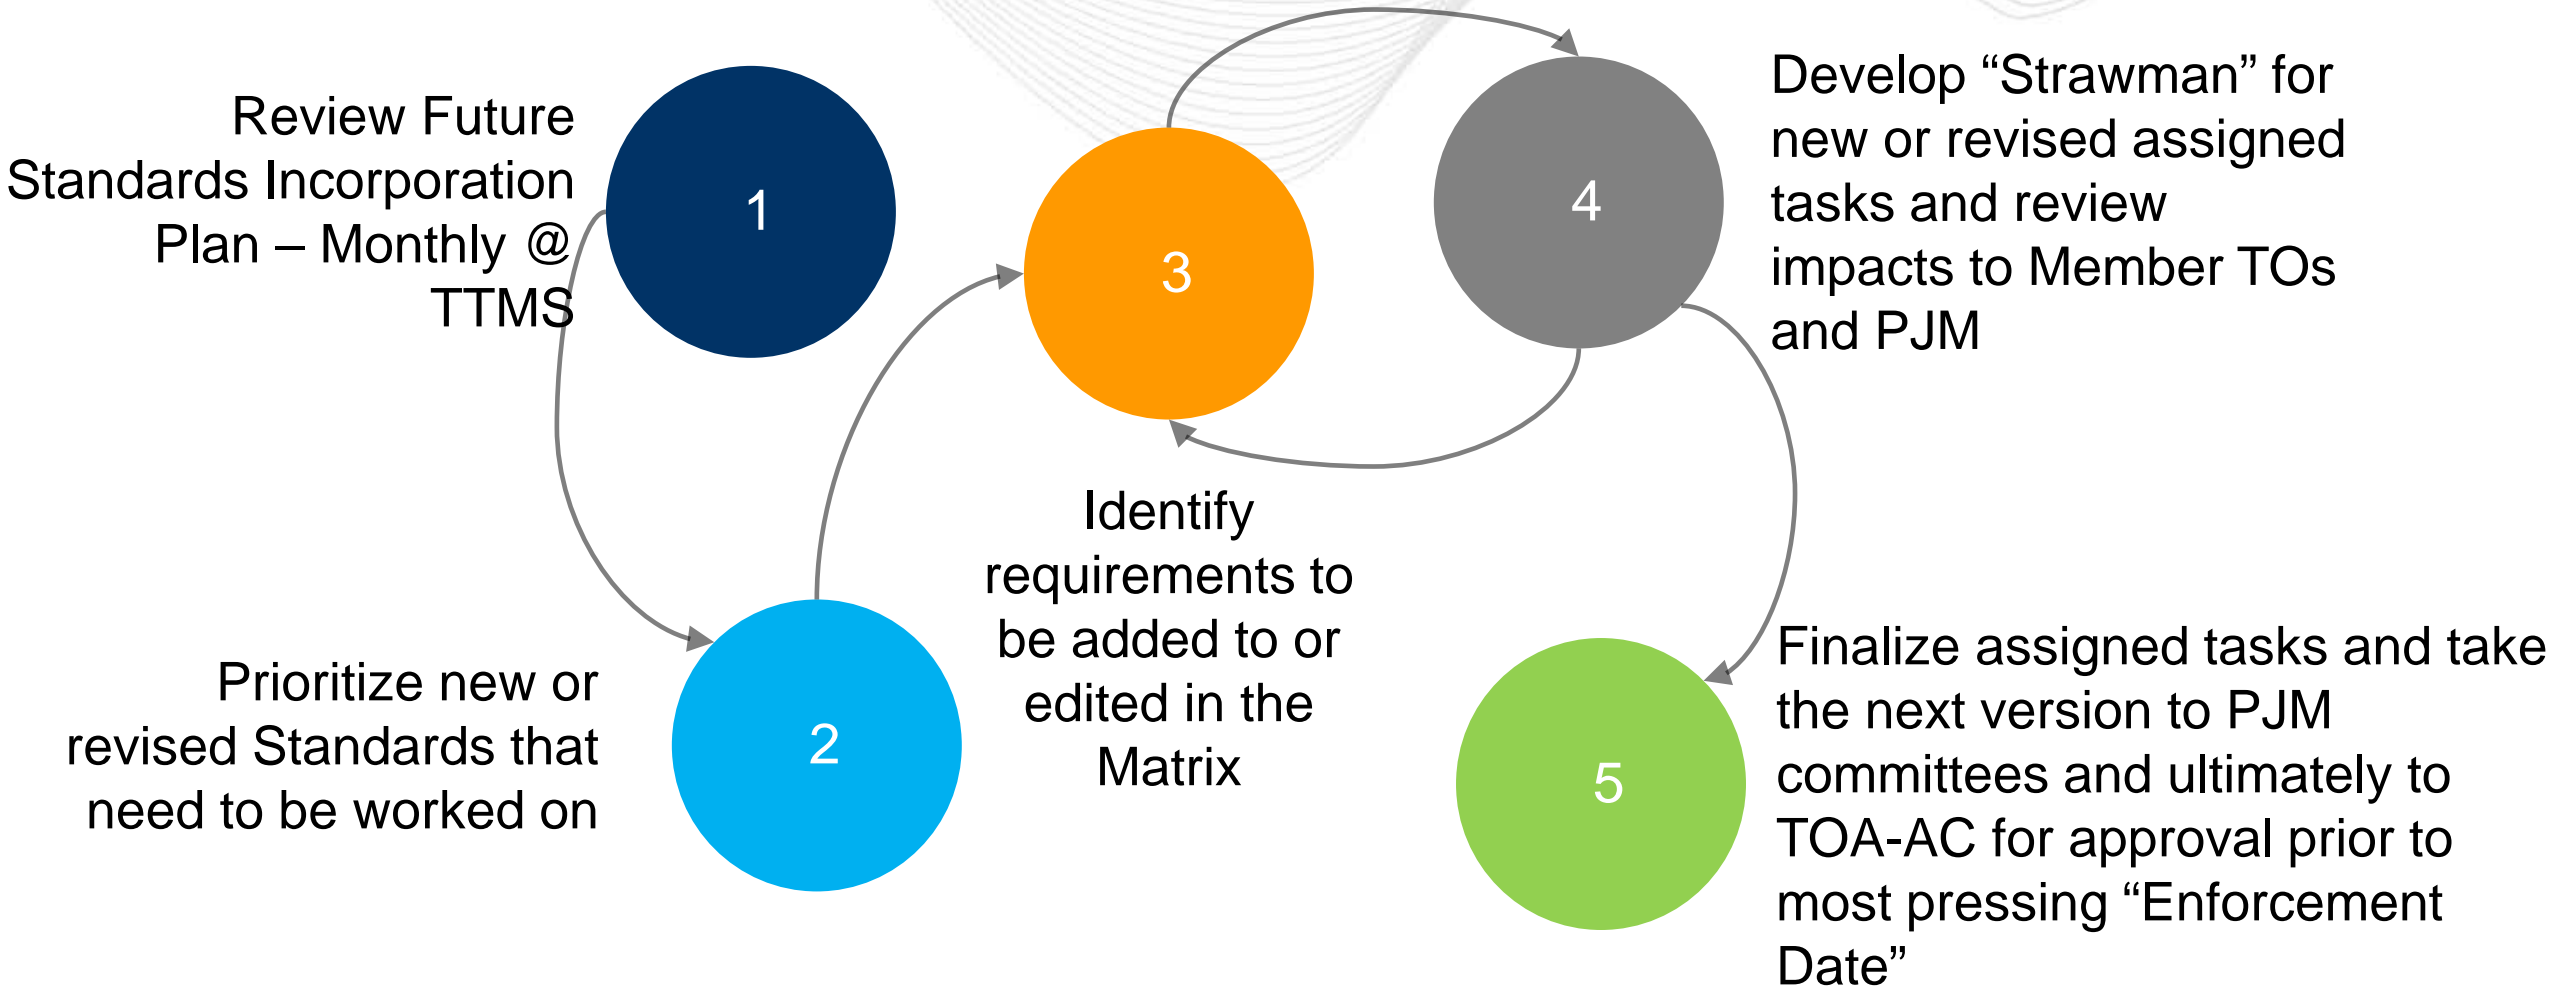 Review Future
Standards Incorporation
Plan – Monthly @
TTMS
1
Prioritize new or
revised Standards that
need to be worked on
2
3
Identify
requirements to
be added to or
edited in the
Matrix
4
Develop “Strawman” for
new or revised assigned
tasks and review
impacts to Member TOs
and PJM
5
Finalize assigned tasks and take
the next version to PJM
committees and ultimately to
TOA-AC for approval prior to
most pressing “Enforcement
Date”